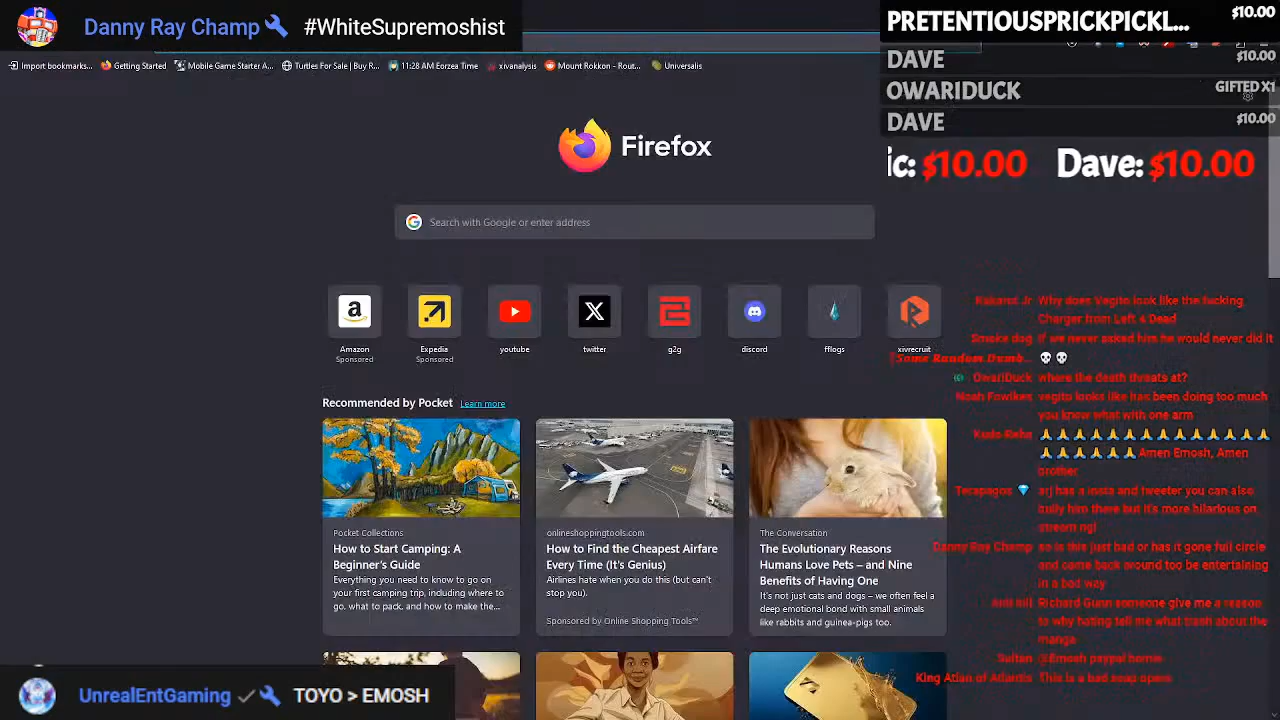 Danny Ray Champ #WhiteSupremoshist
PRETENTIOUSPRICKPICKL... $10.00
DAVE $10.00
OWARIDUCK GIFTED X1
DAVE $10.00
ic: $10.00 Dave: $10.00
Import bookmarks... Getting Started Mobile Game Starter A... Turtles For Sale | Buy R... 11:28 AM Eorzea Time xivanalysis Mount Rokkon - Rout... Universalis
Firefox
Search with Google or enter address
Amazon
Sponsored
Expedia
Sponsored
youtube
twitter
g2g
discord
fflogs
xivrecruit
Recommended by Pocket Learn more
Pocket Collections
How to Start Camping: A
Beginner's Guide
Everything you need to know to go on
your first camping trip, including where to
go, what to pack, and how to make the...
onlineshoppingtools.com
How to Find the Cheapest Airfare
Every Time (It's Genius)
Airlines hate when you do this (but can't
stop you).
Sponsored by Online Shopping Tools™
The Conversation
The Evolutionary Reasons
Humans Love Pets – and Nine
Benefits of Having One
It's not just cats and dogs – we often feel a
deep emotional bond with small animals
like rabbits and guinea-pigs too.
Kakarot Jr Why does Vegito look like the fucking
Charger from Left 4 Dead
Smoke dog if we never asked him he would never did it
Some Random Dumb... 💀💀
OwariDuck where the death threats at?
Noah Fowlkes vegito looks like has been doing too much
you know what with one arm
🙏🙏🙏🙏🙏🙏🙏🙏🙏🙏🙏🙏🙏🙏
🙏🙏🙏🙏🙏🙏Amen Emosh, Amen
brother
Terapagos 💎 arj has a insta and tweeter you can also
bully him there but it's more hilarious on
stream ngl
Danny Ray Champ so is this just bad or has it gone full circle
and came back around too be entertaining
in a bad way
Richard Gunn someone give me a reason
to why hating tell me what trash about the
manga
Sultan @Emosh paypal homie
King Atlan of Atlantis This is a bad soap opera
UnrealEntGaming TOYO > EMOSH